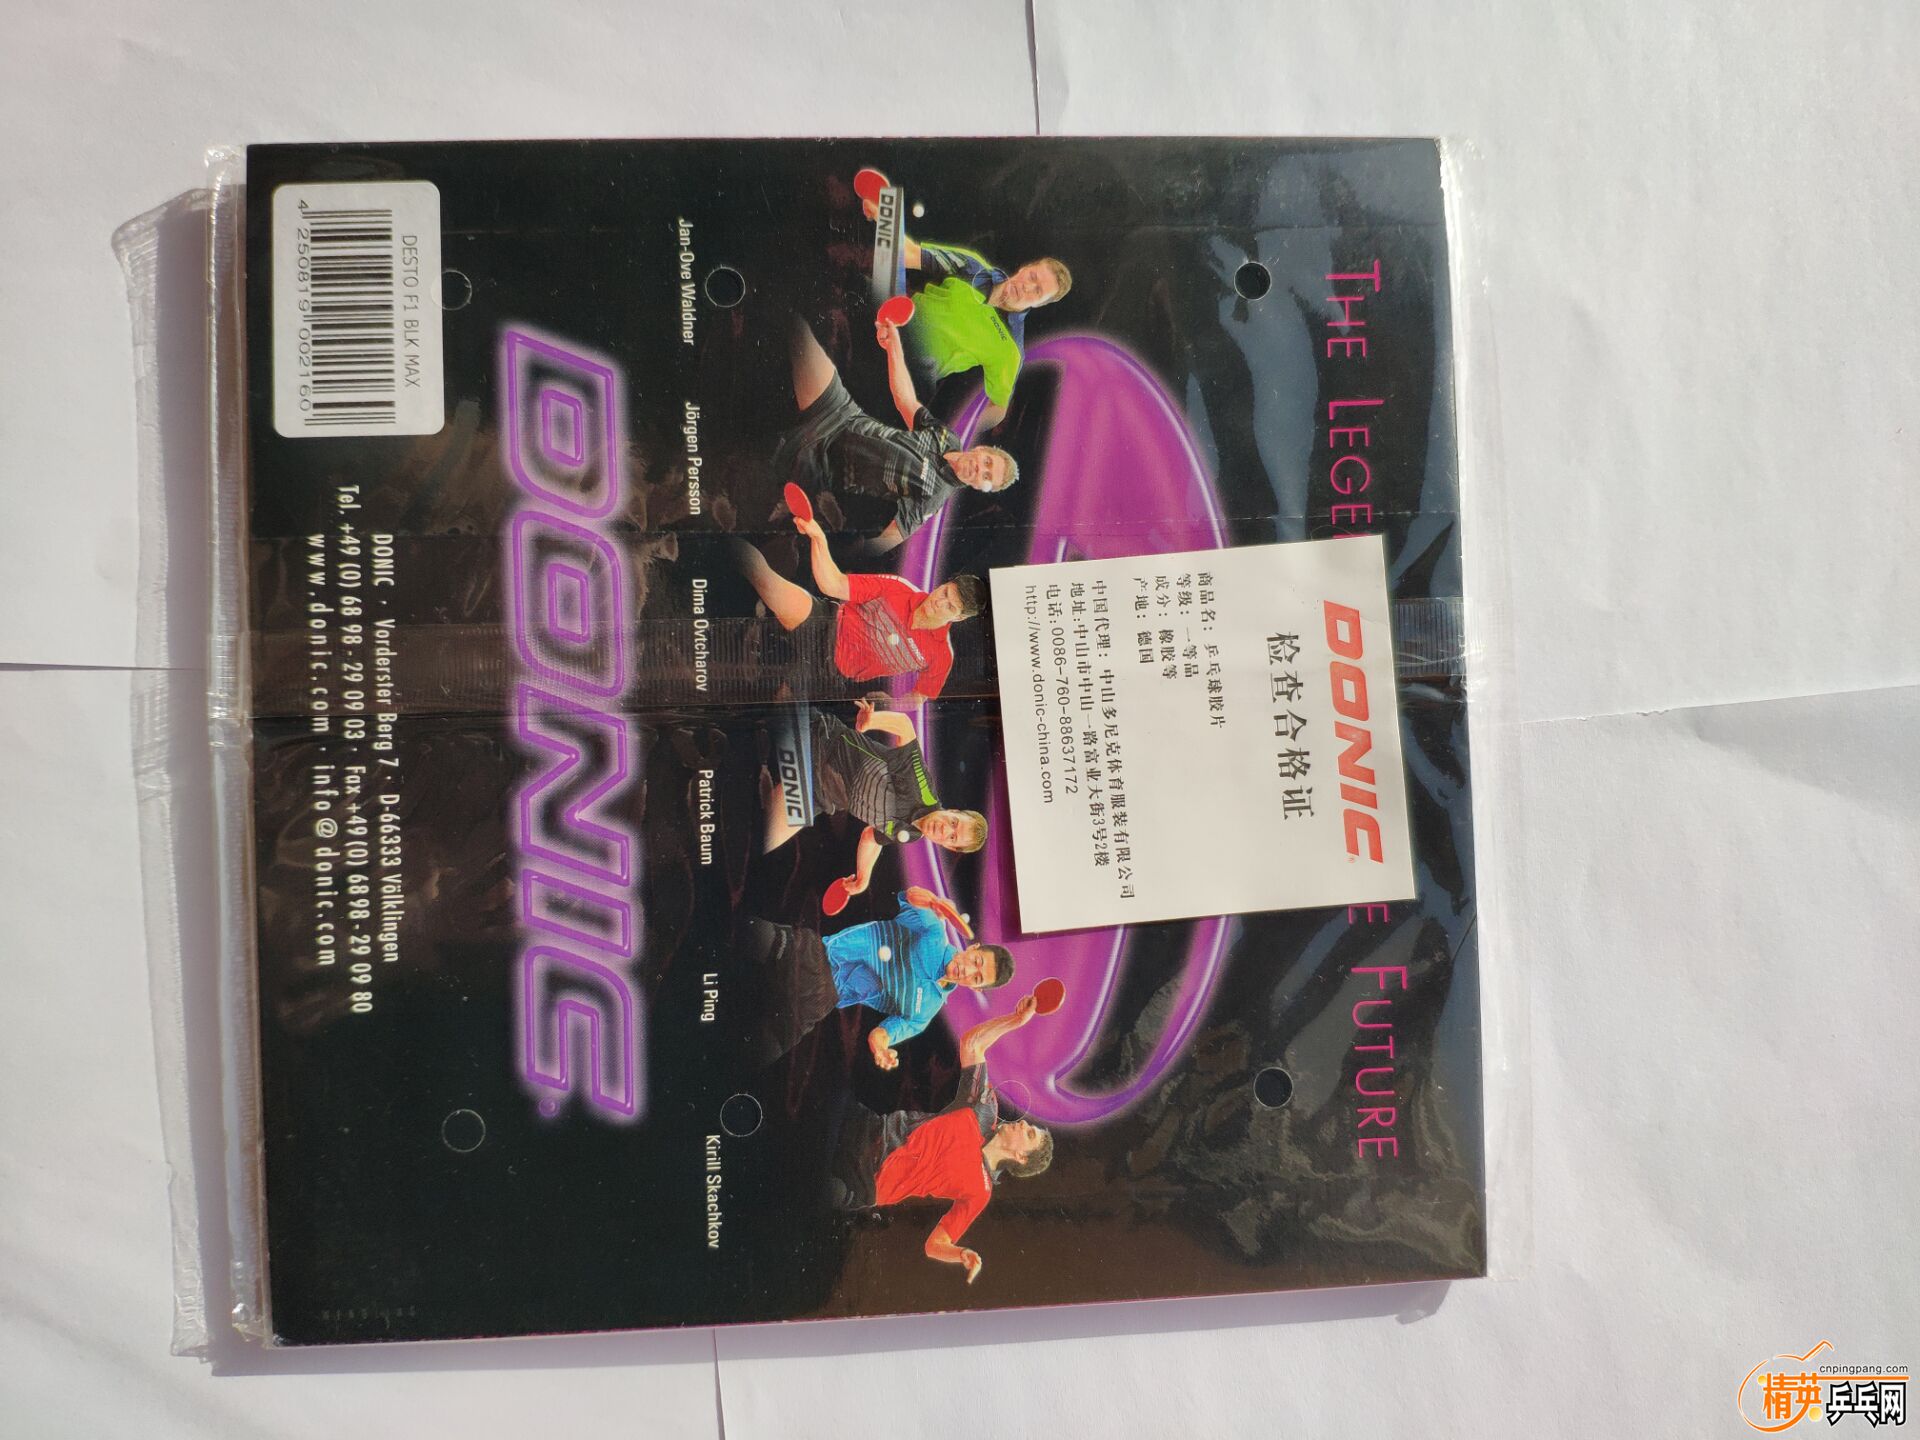 THE LEGE
E FUTURE
DONIC
检查合格证
商品名：乒乓球胶片
等级：一等品
成分：橡胶等
产地：德国
中国代理：中山多尼克体育服装有限公司
地址：中山市中山一路富业大街3号2楼
电话：0086-760-88637172
http://www.donic-china.com
DONIC
DONIC
Jan-Ove Waldner
Jörgen Persson
Dima Ovtcharov
Patrick Baum
Li Ping
Kirill Skachkov
DONIC
DESTO F1 BLK MAX
4 250819 002160
DONIC · Vorderster Berg 7 · D-66333 Völklingen
Tel. +49 (0) 68 98 - 29 09 03 · Fax +49 (0) 68 98 - 29 09 80
www.donic.com · info@donic.com
cnpingpang.com
精英乒乓网